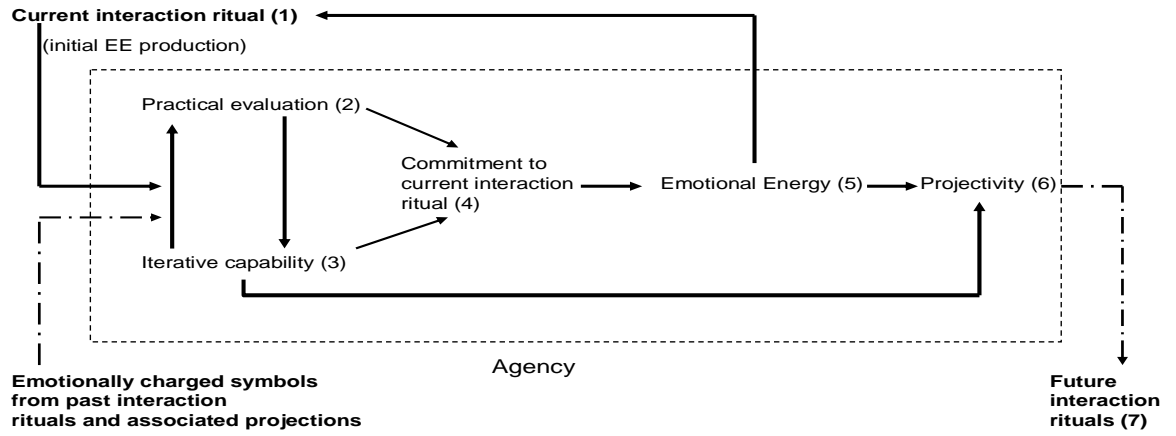 Current interaction ritual (1)
(initial EE production)
Practical evaluation (2)
Commitment to
current interaction
ritual (4)
Emotional Energy (5)
Projectivity (6)
Iterative capability (3)
Agency
Emotionally charged symbols
from past interaction
rituals and associated projections
Future
interaction
rituals (7)